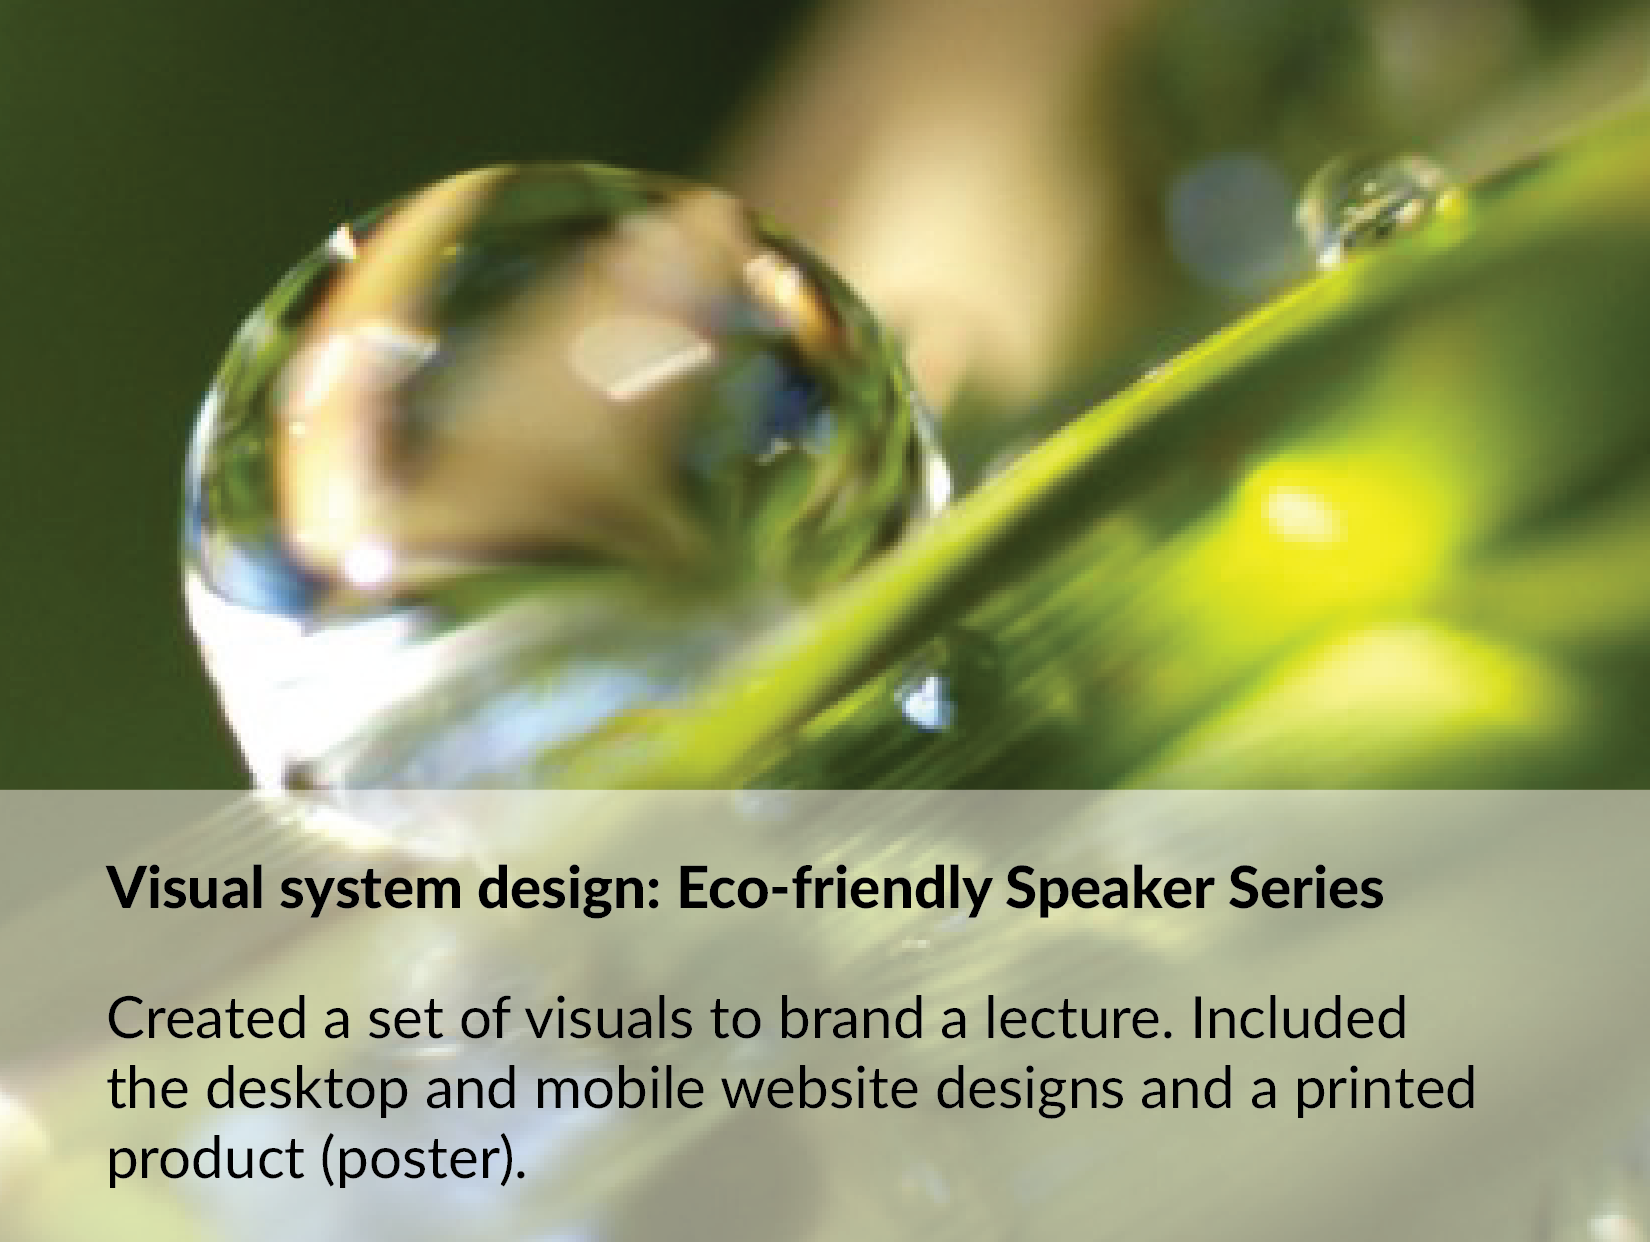 Visual system design: Eco-friendly Speaker Series
Created a set of visuals to brand a lecture. Included
the desktop and mobile website designs and a printed
product (poster).